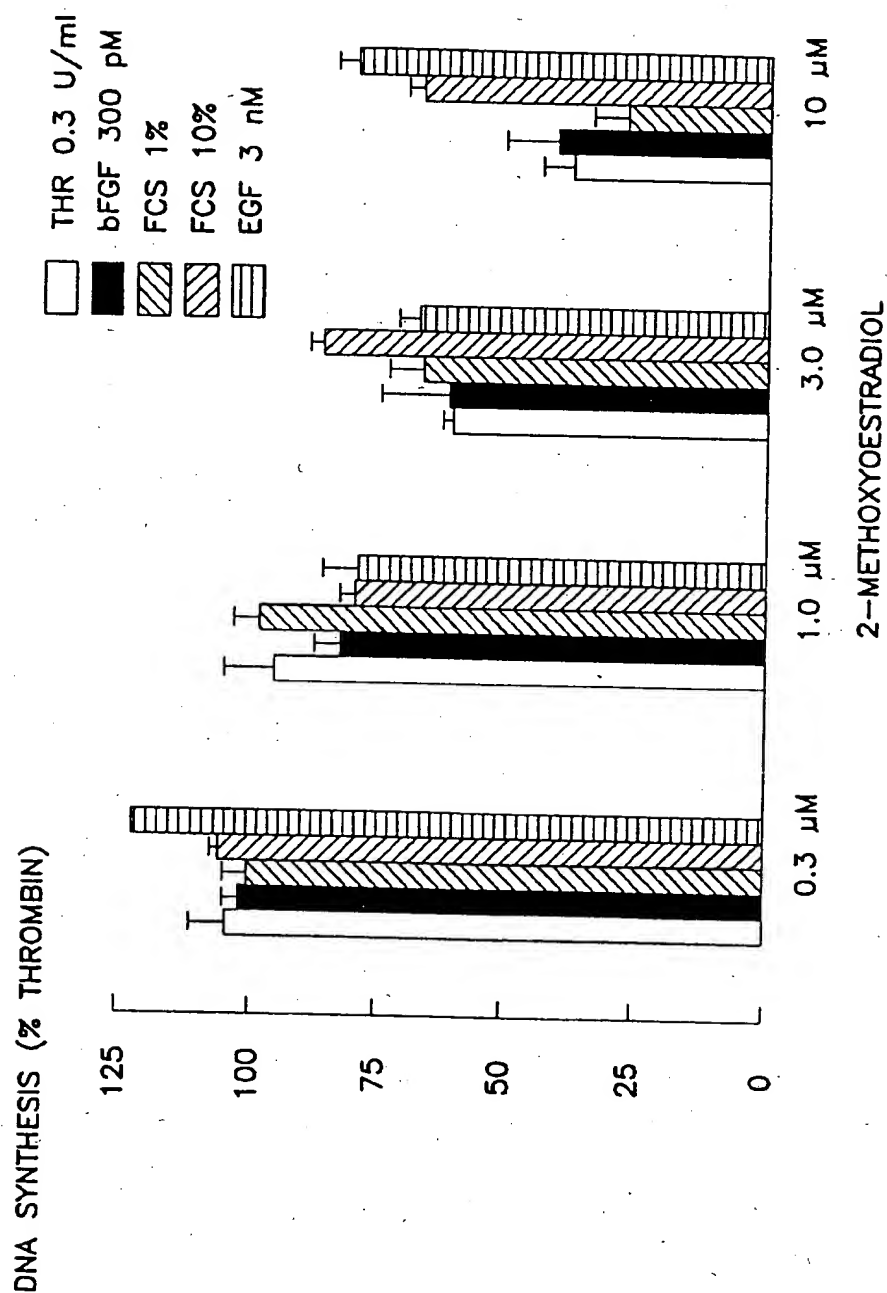 DNA SYNTHESIS (% THROMBIN)
THR 0.3 U/ml
bFGF 300 pM
FCS 1%
FCS 10%
EGF 3 nM
125
100
75
50
25
0
0.3 µM
1.0 µM
3.0 µM
10 µM
2–METHOXYOESTRADIOL